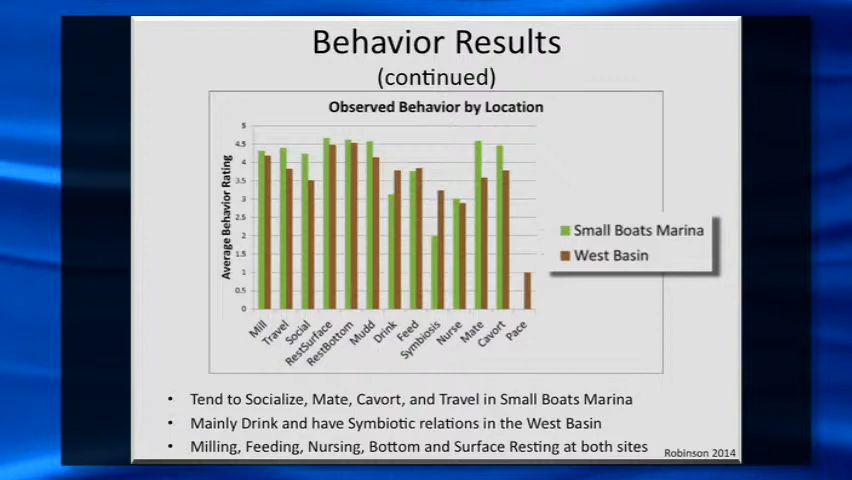 Behavior Results
(continued)
Observed Behavior by Location
Average Behavior Rating
5
4.5
4
3.5
3
2.5
2
1.5
1
0.5
0
Mill
Travel
Social
RestSurface
RestBottom
Mudd
Drink
Feed
Symbiosis
Nurse
Mate
Cavort
Pace
Small Boats Marina
West Basin
• Tend to Socialize, Mate, Cavort, and Travel in Small Boats Marina
• Mainly Drink and have Symbiotic relations in the West Basin
• Milling, Feeding, Nursing, Bottom and Surface Resting at both sites
Robinson 2014